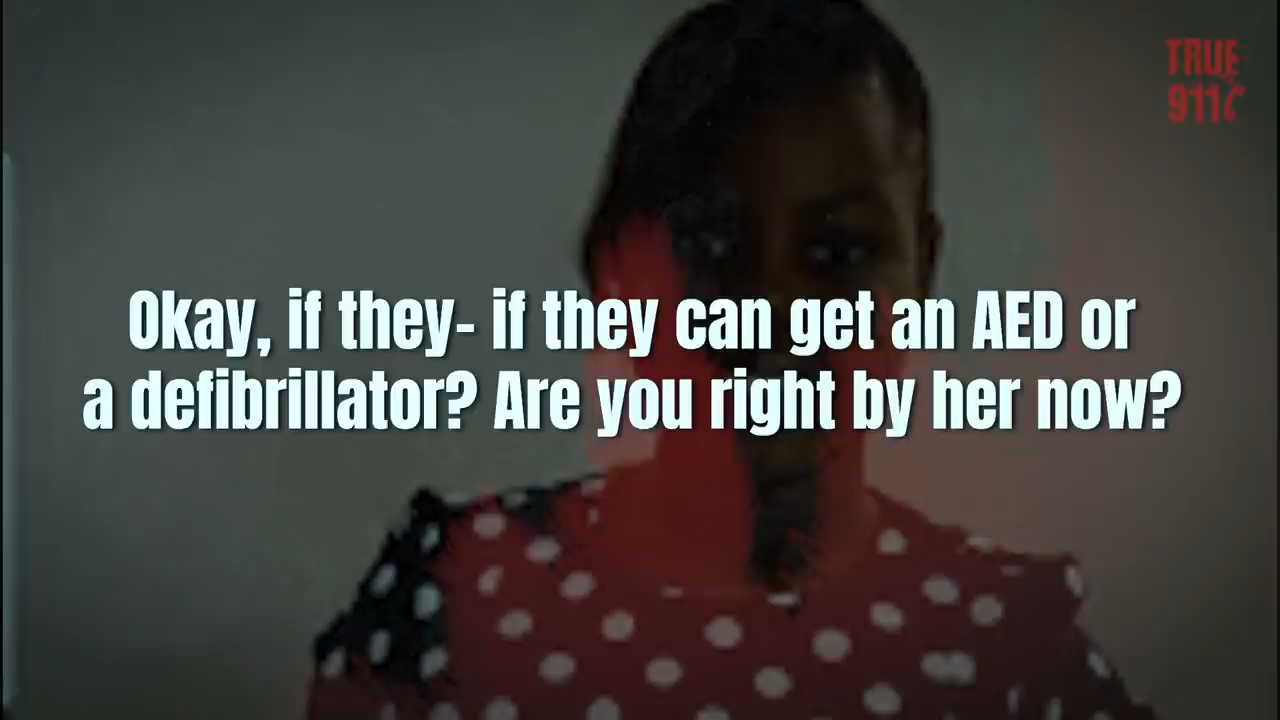 TRUE
911
Okay, if they- if they can get an AED or
a defibrillator? Are you right by her now?